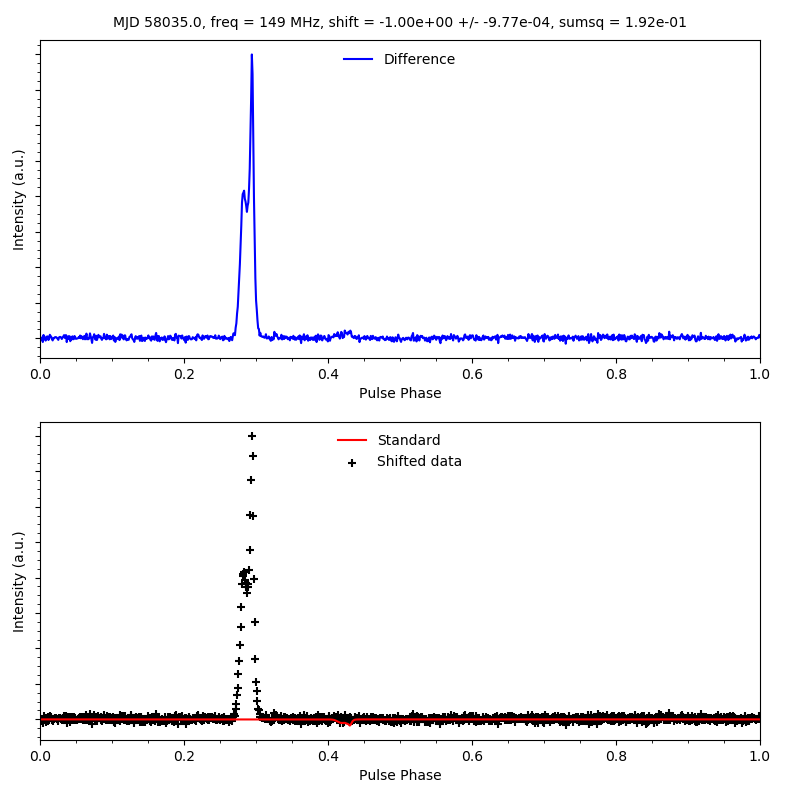 MJD 58035.0, freq = 149 MHz, shift = -1.00e+00 +/- -9.77e-04, sumsq = 1.92e-01
Difference
Intensity (a.u.)
0.0 0.2 0.4 0.6 0.8 1.0
Pulse Phase
Standard
Shifted data
Intensity (a.u.)
0.0 0.2 0.4 0.6 0.8 1.0
Pulse Phase